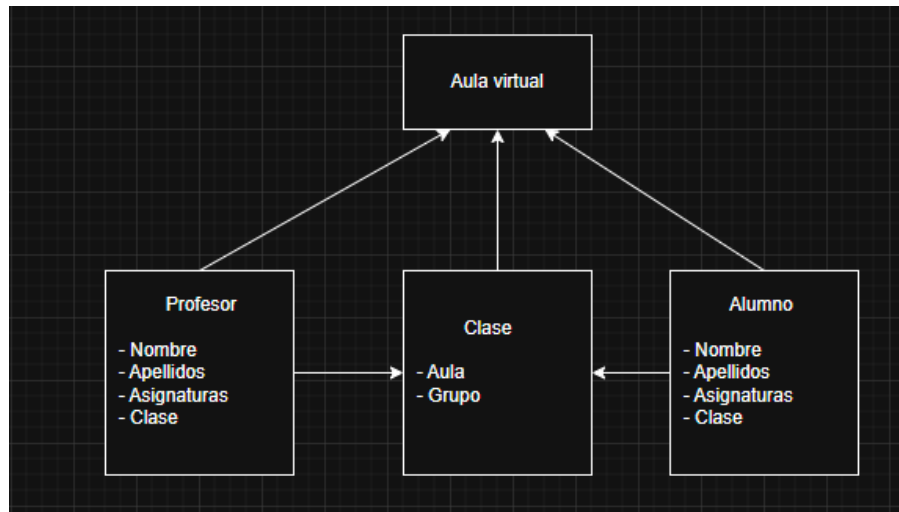 Aula virtual
Profesor
- Nombre
- Apellidos
- Asignaturas
- Clase
Clase
- Aula
- Grupo
Alumno
- Nombre
- Apellidos
- Asignaturas
- Clase